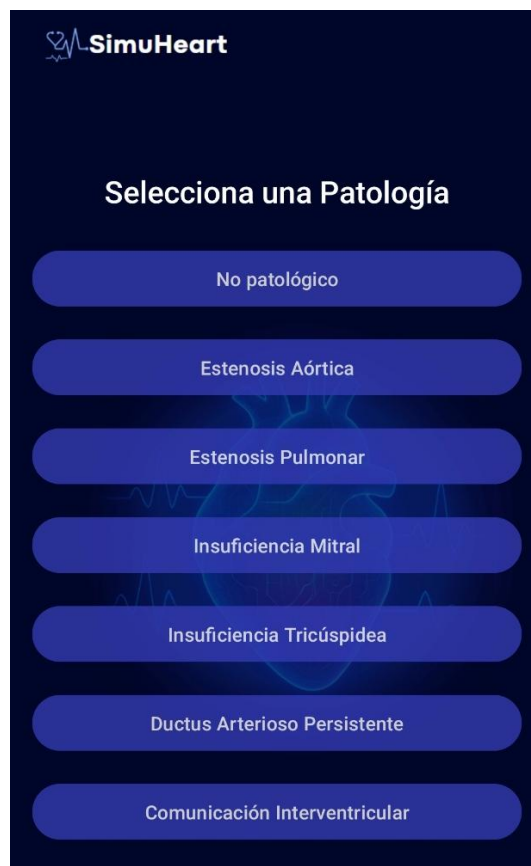 SimuHeart
Selecciona una Patología
No patológico
Estenosis Aórtica
Estenosis Pulmonar
Insuficiencia Mitral
Insuficiencia Tricúspidea
Ductus Arterioso Persistente
Comunicación Interventricular